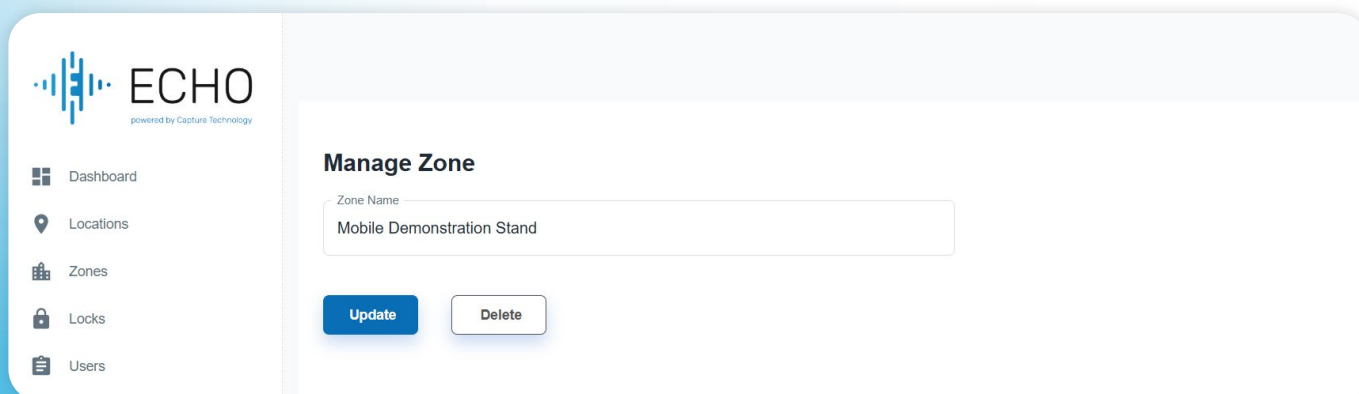 ECHO
powered by Capture Technology
Dashboard
Locations
Zones
Locks
Users
Manage Zone
Zone Name
Mobile Demonstration Stand
Update
Delete